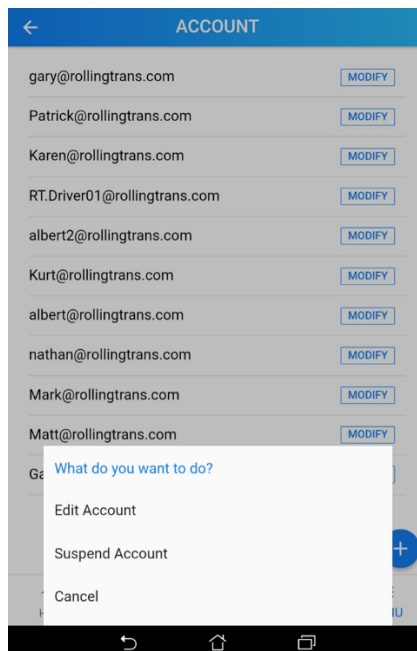 ACCOUNT
gary@rollingtrans.com MODIFY
Patrick@rollingtrans.com MODIFY
Karen@rollingtrans.com MODIFY
RT.Driver01@rollingtrans.com MODIFY
albert2@rollingtrans.com MODIFY
Kurt@rollingtrans.com MODIFY
albert@rollingtrans.com MODIFY
nathan@rollingtrans.com MODIFY
Mark@rollingtrans.com MODIFY
Matt@rollingtrans.com MODIFY
What do you want to do?
Edit Account
Suspend Account
Cancel